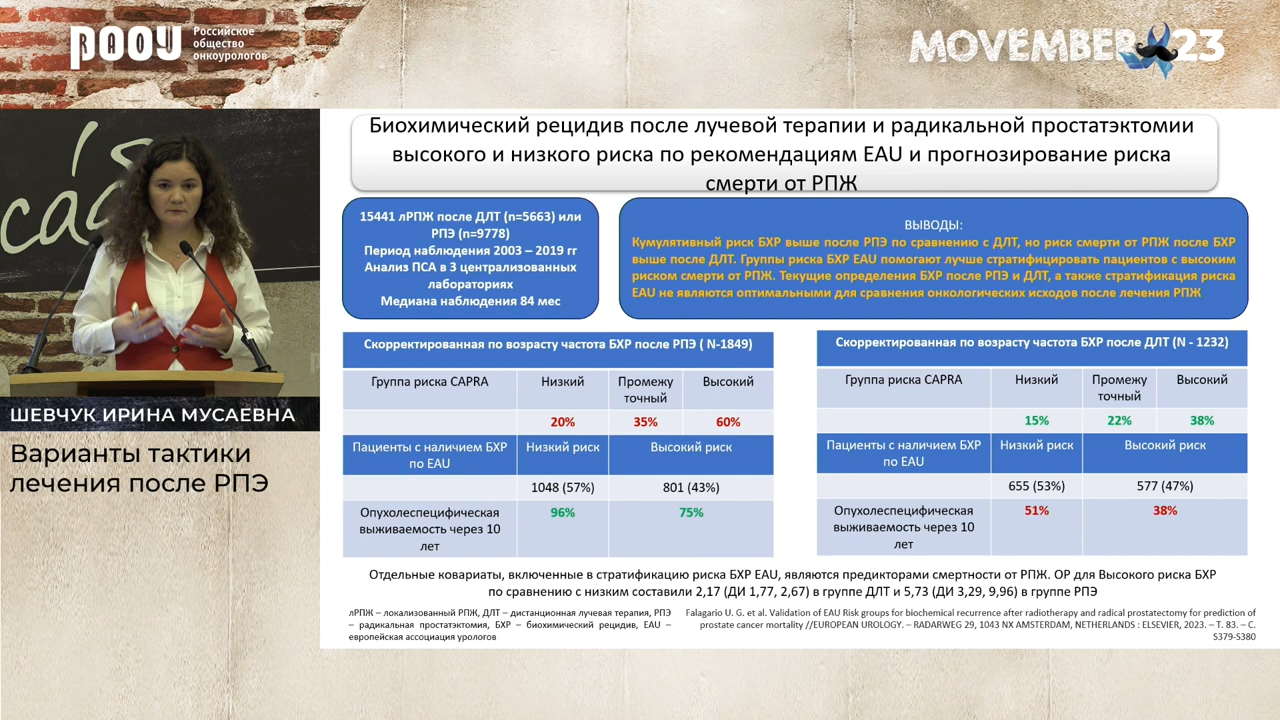 РООУ
Российское
общество
онкоурологов
MOVEMBER 23
Биохимический рецидив после лучевой терапии и радикальной простатэктомии
высокого и низкого риска по рекомендациям EAU и прогнозирование риска
смерти от РПЖ
15441 лРПЖ после ДЛТ (n=5663) или
РПЭ (n=9778)
Период наблюдения 2003 – 2019 гг
Анализ ПСА в 3 централизованных
лабораториях
Медиана наблюдения 84 мес
ВЫВОДЫ:
Кумулятивный риск БХР выше после РПЭ по сравнению с ДЛТ, но риск смерти от РПЖ после БХР
выше после ДЛТ. Группы риска БХР EAU помогают лучше стратифицировать пациентов с высоким
риском смерти от РПЖ. Текущие определения БХР после РПЭ и ДЛТ, а также стратификация риска
EAU не являются оптимальными для сравнения онкологических исходов после лечения РПЖ
Скорректированная по возрасту частота БХР после РПЭ ( N-1849)
Группа риска CAPRA Низкий Промежу Высокий
точный
20% 35% 60%
Пациенты с наличием БХР Низкий риск Высокий риск
по EAU
1048 (57%) 801 (43%)
Опухолеспецифическая 96% 75%
выживаемость через 10
лет
Скорректированная по возрасту частота БХР после ДЛТ (N - 1232)
Группа риска CAPRA Низкий Промежу Высокий
точный
15% 22% 38%
Пациенты с наличием БХР Низкий риск Высокий риск
по EAU
655 (53%) 577 (47%)
Опухолеспецифическая 51% 38%
выживаемость через 10
лет
Отдельные ковариаты, включенные в стратификацию риска БХР EAU, являются предикторами смертности от РПЖ. ОР для Высокого риска БХР
по сравнению с низким составили 2,17 (ДИ 1,77, 2,67) в группе ДЛТ и 5,73 (ДИ 3,29, 9,96) в группе РПЭ
лРПЖ – локализованный РПЖ, ДЛТ – дистанционная лучевая терапия, РПЭ
– радикальная простатэктомия, БХР – биохимический рецидив, EAU –
европейская ассоциация урологов
Falagario U. G. et al. Validation of EAU Risk groups for biochemical recurrence after radiotherapy and radical prostatectomy for prediction of
prostate cancer mortality //EUROPEAN UROLOGY. – RADARWEG 29, 1043 NX AMSTERDAM, NETHERLANDS : ELSEVIER, 2023. – Т. 83. – С.
S379-S380
ШЕВЧУК ИРИНА МУСАЕВНА
Варианты тактики
лечения после РПЭ